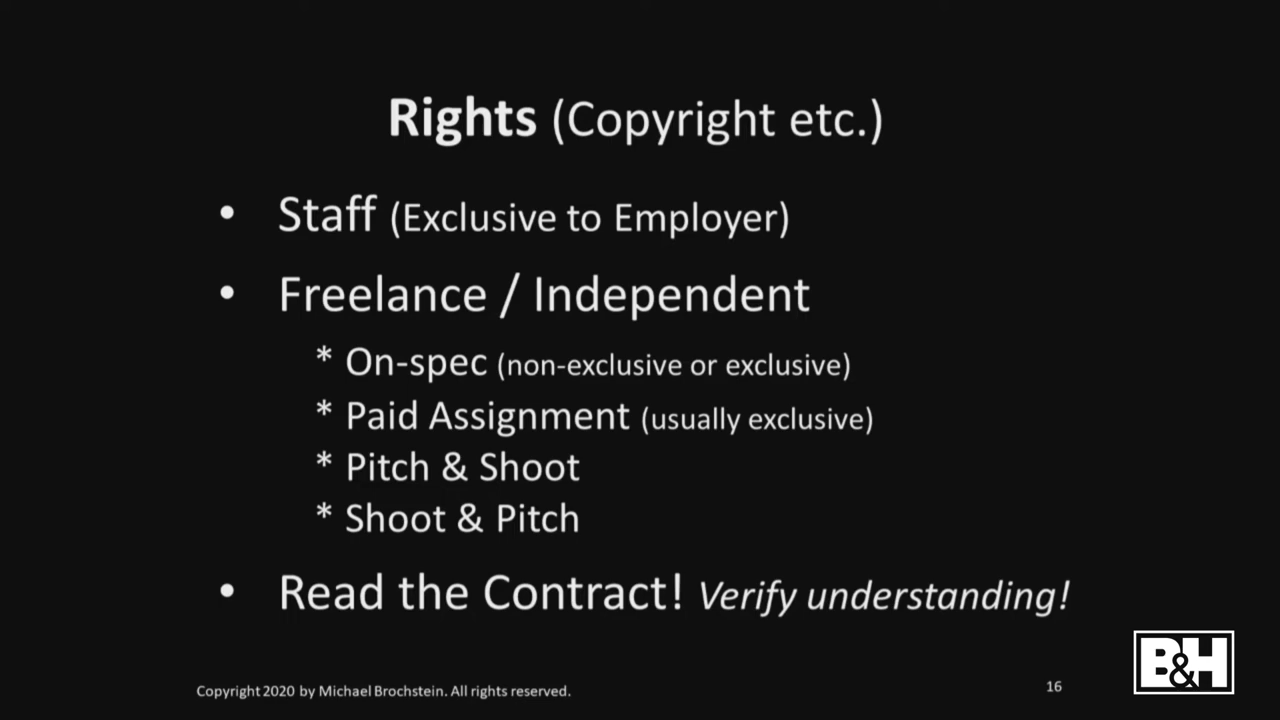 Rights (Copyright etc.)
• Staff (Exclusive to Employer)
• Freelance / Independent
* On-spec (non-exclusive or exclusive)
* Paid Assignment (usually exclusive)
* Pitch & Shoot
* Shoot & Pitch
• Read the Contract! Verify understanding!
Copyright 2020 by Michael Brochstein. All rights reserved.
16
B&H